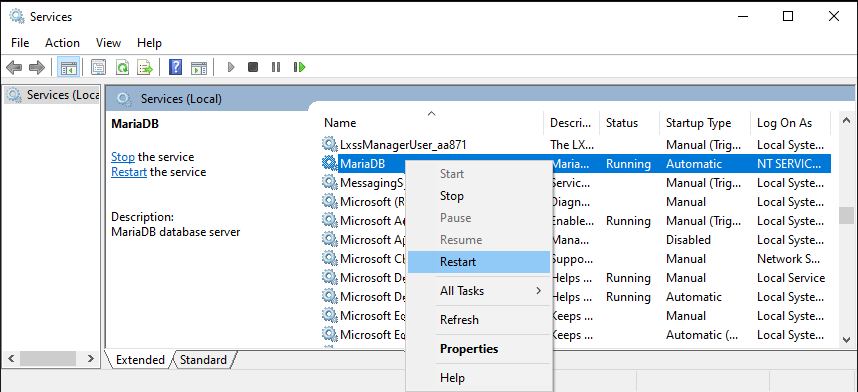 Services
File Action View Help
Services (Loca
Services (Local)
MariaDB
Stop the service
Restart the service
Description:
MariaDB database server
Name Descri... Status Startup Type Log On As
LxssManagerUser_aa871 The LX... Manual (Trig... Local Syste...
MariaDB Maria... Running Automatic NT SERVIC...
MessagingS Servic... Manual (Trig... Local Syste...
Microsoft (R Diagn... Manual Local Syste...
Microsoft Ac Enable... Running Manual (Trig... Local Syste...
Microsoft Ap Mana... Disabled Local Syste...
Microsoft Cl Suppo... Manual Network S...
Microsoft De Helps ... Running Manual (Trig... Local Service
Microsoft De Helps ... Running Automatic Local Syste...
Microsoft Ed Keeps ... Manual Local Syste...
Microsoft Ed Keeps ... Automatic (... Local Syste...
Start
Stop
Pause
Resume
Restart
All Tasks
Refresh
Properties
Help
Extended Standard